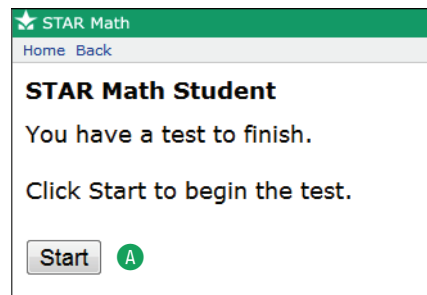 STAR Math
Home Back
STAR Math Student
You have a test to finish.
Click Start to begin the test.
Start A